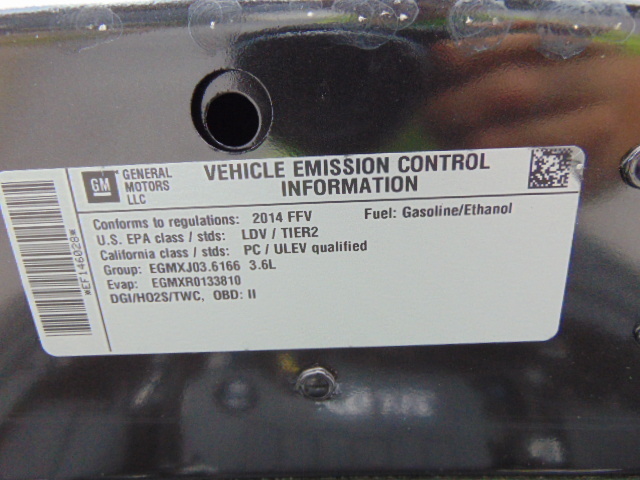 GM
GENERAL MOTORS LLC
VEHICLE EMISSION CONTROL
INFORMATION
Conforms to regulations: 2014 FFV Fuel: Gasoline/Ethanol
U.S. EPA class / stds: LDV / TIER2
California class / stds: PC / ULEV qualified
Group: EGMXJ03.6166 3.6L
Evap: EGMXR0133810
DGI/HO2S/TWC, OBD: II
*EF146028*